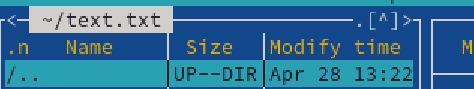 <- ~/text.txt .[^]>
.n Name Size Modify time M
/.. UP--DIR Apr 28 13:22